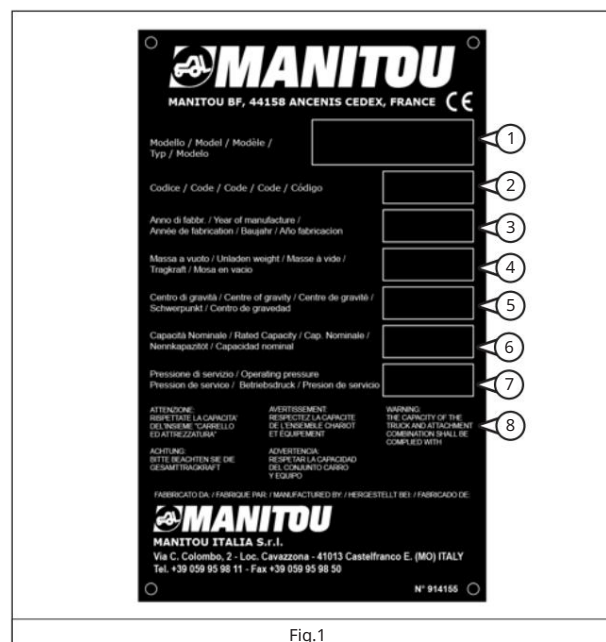 MANITOU
MANITOU BF, 44158 ANCENIS CEDEX, FRANCE CE
Modello / Model / Modèle /
Typ / Modelo
1
Codice / Code / Code / Code / Código
2
Anno di fabbr. / Year of manufacture /
Année de fabrication / Baujahr / Año fabricacion
3
Massa a vuoto / Unladen weight / Masse à vide /
Tragkraft / Mosa en vacio
4
Centro di gravità / Centre of gravity / Centre de gravité /
Schwerpunkt / Centro de gravedad
5
Capacità Nominale / Rated Capacity / Cap. Nominale /
Nennkapazität / Capacidad nominal
6
Pressione di servizio / Operating pressure
Pression de service / Betriebsdruck / Presion de servicio
7
ATTENZIONE:
RISPETTATE LA CAPACITA'
DEL'INSIEME "CARRELLO
ED ATTREZZATURA"
AVERTISSEMENT:
RESPECTEZ LA CAPACITE
DE L'ENSEMBLE CHARIOT
ET ÉQUIPEMENT
WARNING:
THE CAPACITY OF THE
TRUCK AND ATTACHMENT
COMBINATION SHALL BE
COMPLIED WITH
8
ACHTUNG:
BITTE BEACHTEN SIE DIE
GESAMTTRAGKRAFT
ADVERTENCIA:
RESPETAR LA CAPACIDAD
DEL CONJUNTO CARRO
Y EQUIPO
FABBRICATO DA: / FABRIQUE PAR: / MANUFACTURED BY: / HERGESTELLT BEI: / FABRICADO DE:
MANITOU
MANITOU ITALIA S.r.l.
Via C. Colombo, 2 - Loc. Cavazzona - 41013 Castelfranco E. (MO) ITALY
Tel. +39 059 95 98 11 - Fax +39 059 95 98 50
N° 914155
Fig.1